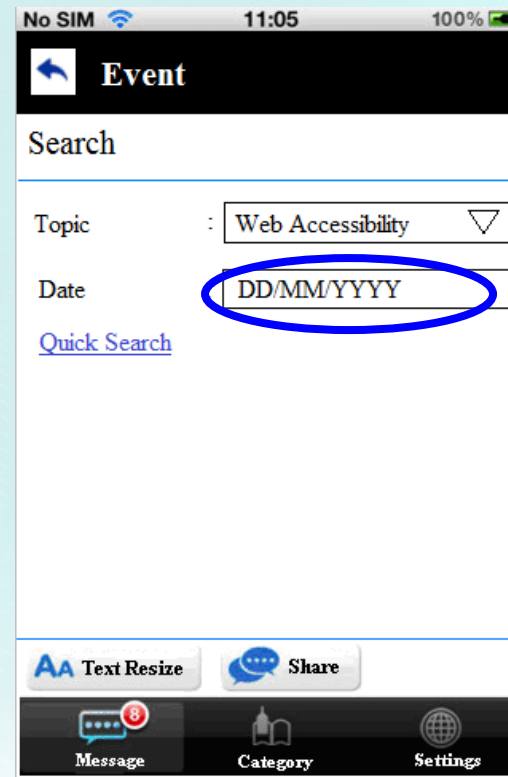 No SIM 11:05 100%
Event
Search
Topic : Web Accessibility
Date DD/MM/YYYY
Quick Search
AA Text Resize Share
8
Message Category Settings